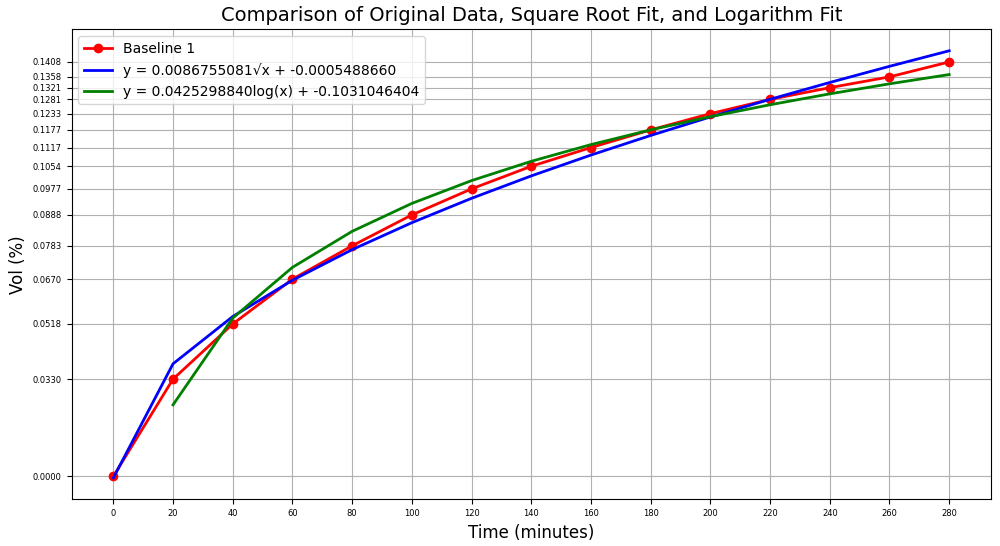 Comparison of Original Data, Square Root Fit, and Logarithm Fit
Baseline 1
y = 0.0086755081√x + -0.0005488660
y = 0.0425298840log(x) + -0.1031046404
Vol (%)
0.1408
0.1358
0.1321
0.1281
0.1233
0.1177
0.1117
0.1054
0.0977
0.0888
0.0783
0.0670
0.0518
0.0330
0.0000
0 20 40 60 80 100 120 140 160 180 200 220 240 260 280
Time (minutes)